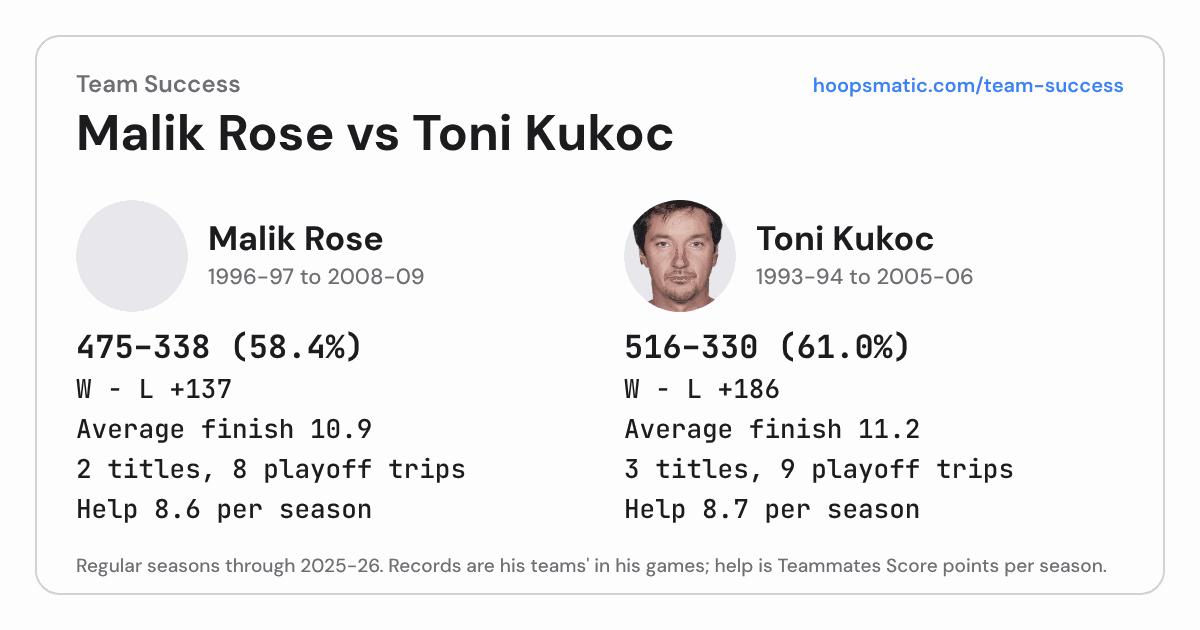 Team Success
hoopsmatic.com/team-success
Malik Rose vs Toni Kukoc
Malik Rose
1996-97 to 2008-09
475-338 (58.4%)
W - L +137
Average finish 10.9
2 titles, 8 playoff trips
Help 8.6 per season
Toni Kukoc
1993-94 to 2005-06
516-330 (61.0%)
W - L +186
Average finish 11.2
3 titles, 9 playoff trips
Help 8.7 per season
Regular seasons through 2025-26. Records are his teams' in his games; help is Teammates Score points per season.